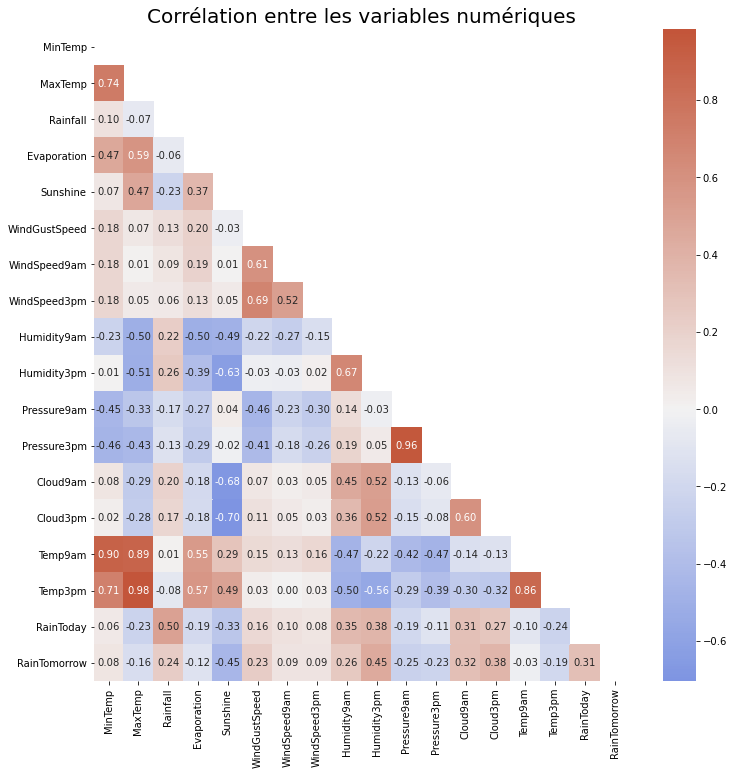 Corrélation entre les variables numériques
MinTemp
MaxTemp 0.74
Rainfall 0.10 -0.07
Evaporation 0.47 0.59 -0.06
Sunshine 0.07 0.47 -0.23 0.37
WindGustSpeed 0.18 0.07 0.13 0.20 -0.03
WindSpeed9am 0.18 0.01 0.09 0.19 0.01 0.61
WindSpeed3pm 0.18 0.05 0.06 0.13 0.05 0.69 0.52
Humidity9am -0.23 -0.50 0.22 -0.50 -0.49 -0.22 -0.27 -0.15
Humidity3pm 0.01 -0.51 0.26 -0.39 -0.63 -0.03 -0.03 0.02 0.67
Pressure9am -0.45 -0.33 -0.17 -0.27 0.04 -0.46 -0.23 -0.30 0.14 -0.03
Pressure3pm -0.46 -0.43 -0.13 -0.29 -0.02 -0.41 -0.18 -0.26 0.19 0.05 0.96
Cloud9am 0.08 -0.29 0.20 -0.18 -0.68 0.07 0.03 0.05 0.45 0.52 -0.13 -0.06
Cloud3pm 0.02 -0.28 0.17 -0.18 -0.70 0.11 0.05 0.03 0.36 0.52 -0.15 -0.08 0.60
Temp9am 0.90 0.89 0.01 0.55 0.29 0.15 0.13 0.16 -0.47 -0.22 -0.42 -0.47 -0.14 -0.13
Temp3pm 0.71 0.98 -0.08 0.57 0.49 0.03 0.00 0.03 -0.50 -0.56 -0.29 -0.39 -0.30 -0.32 0.86
RainToday 0.06 -0.23 0.50 -0.19 -0.33 0.16 0.10 0.08 0.35 0.38 -0.19 -0.11 0.31 0.27 -0.10 -0.24
RainTomorrow 0.08 -0.16 0.24 -0.12 -0.45 0.23 0.09 0.09 0.26 0.45 -0.25 -0.23 0.32 0.38 -0.03 -0.19 0.31
MinTemp
MaxTemp
Rainfall
Evaporation
Sunshine
WindGustSpeed
WindSpeed9am
WindSpeed3pm
Humidity9am
Humidity3pm
Pressure9am
Pressure3pm
Cloud9am
Cloud3pm
Temp9am
Temp3pm
RainToday
RainTomorrow
0.8
0.6
0.4
0.2
0.0
−0.2
−0.4
−0.6